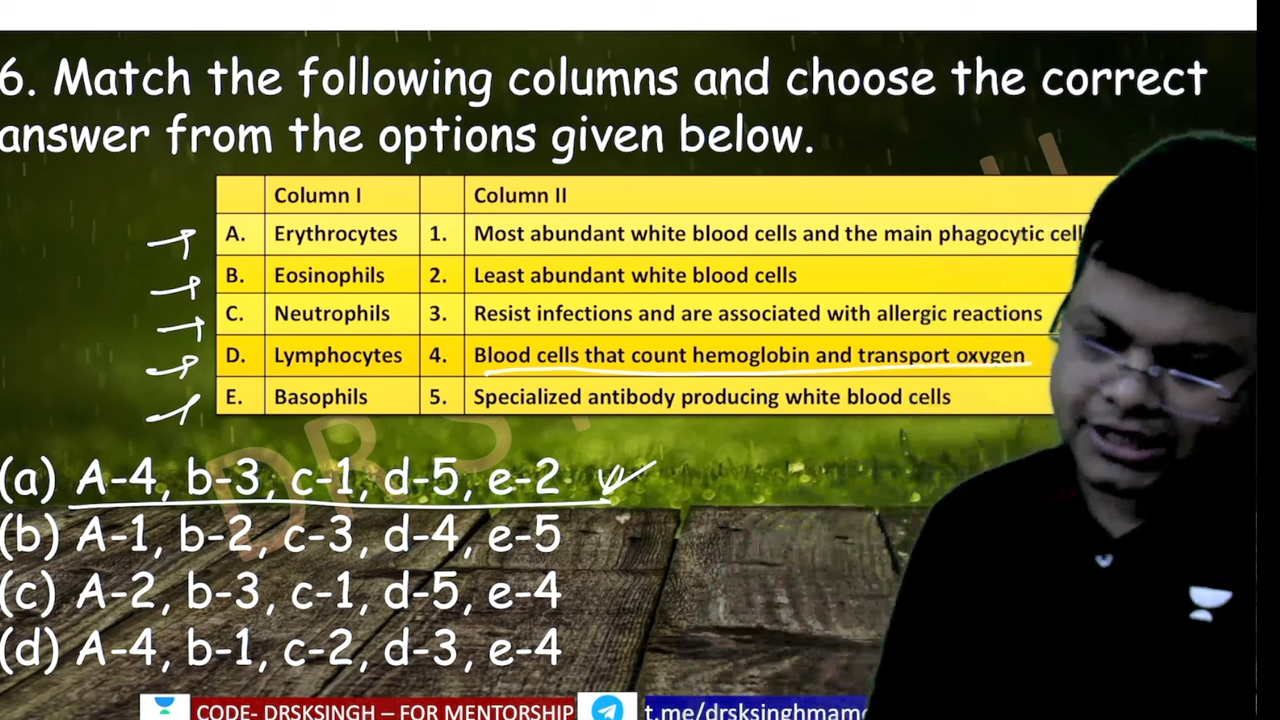 6. Match the following columns and choose the correct
answer from the options given below.
Column I Column II
A. Erythrocytes 1. Most abundant white blood cells and the main phagocytic cell
B. Eosinophils 2. Least abundant white blood cells
C. Neutrophils 3. Resist infections and are associated with allergic reactions
D. Lymphocytes 4. Blood cells that count hemoglobin and transport oxygen
E. Basophils 5. Specialized antibody producing white blood cells
(a) A-4, b-3, c-1, d-5, e-2
(b) A-1, b-2, c-3, d-4, e-5
(c) A-2, b-3, c-1, d-5, e-4
(d) A-4, b-1, c-2, d-3, e-4
CODE- DRSKSINGH – FOR MENTORSHIP t.me/drsksinghmam